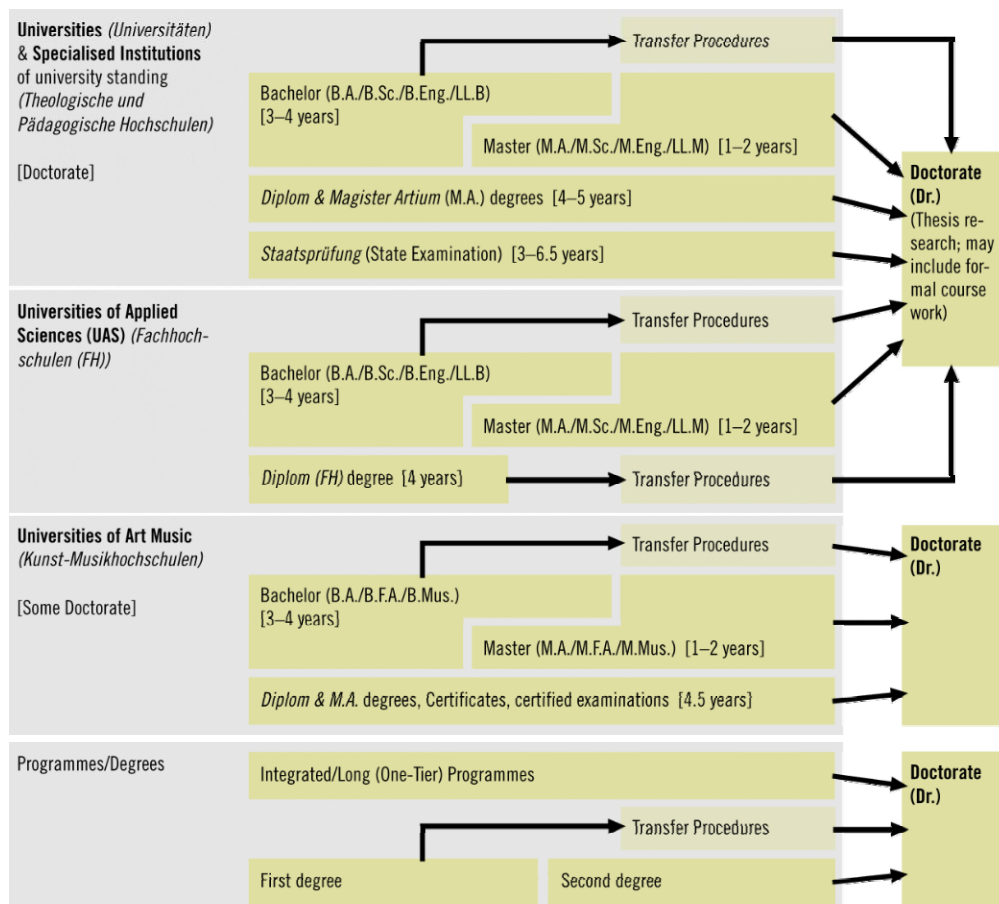 Universities (Universitäten)
& Specialised Institutions
of university standing
(Theologische und
Pädagogische Hochschulen)
[Doctorate]
Transfer Procedures
Bachelor (B.A./B.Sc./B.Eng./LL.B)
[3–4 years]
Master (M.A./M.Sc./M.Eng./LL.M) [1–2 years]
Diplom & Magister Artium (M.A.) degrees [4–5 years]
Staatsprüfung (State Examination) [3–6.5 years]
Doctorate
(Dr.)
(Thesis re-
search; may
include for-
mal course
work)
Universities of Applied
Sciences (UAS) (Fachhoch-
schulen (FH))
Transfer Procedures
Bachelor (B.A./B.Sc./B.Eng./LL.B)
[3–4 years]
Master (M.A./M.Sc./M.Eng./LL.M) [1–2 years]
Diplom (FH) degree [4 years]
Transfer Procedures
Universities of Art Music
(Kunst-Musikhochschulen)
[Some Doctorate]
Transfer Procedures
Bachelor (B.A./B.F.A./B.Mus.)
[3–4 years]
Master (M.A./M.F.A./M.Mus.) [1–2 years]
Diplom & M.A. degrees, Certificates, certified examinations [4.5 years]
Doctorate
(Dr.)
Programmes/Degrees
Integrated/Long (One-Tier) Programmes
Transfer Procedures
First degree
Second degree
Doctorate
(Dr.)